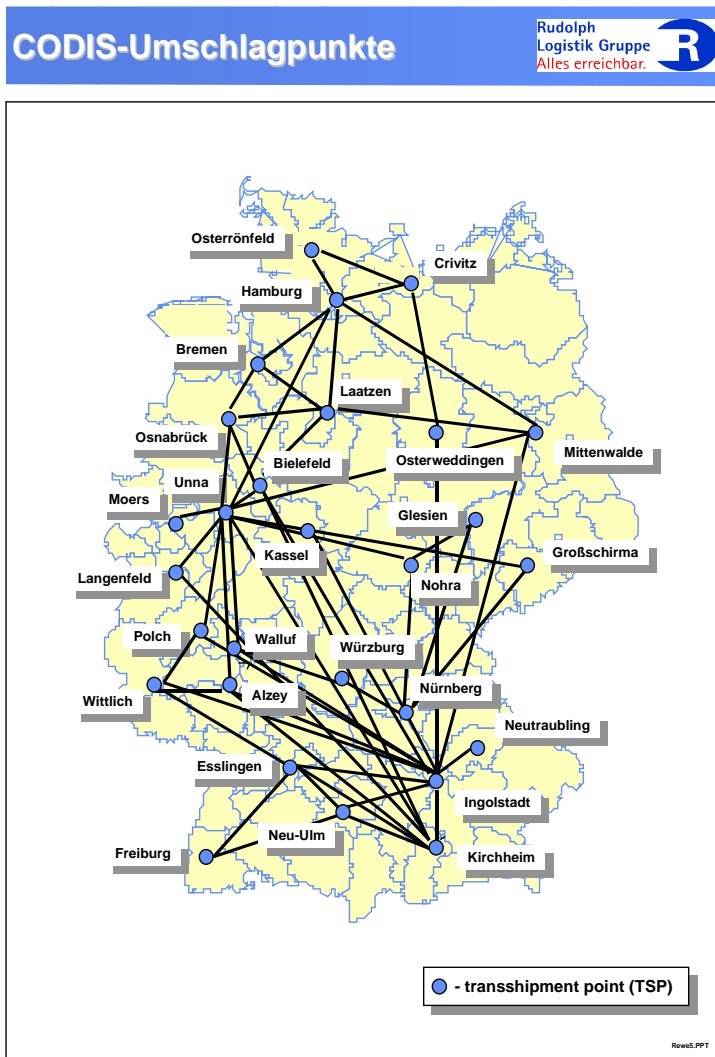 CODIS-Umschlagpunkte
Rudolph
Logistik Gruppe
Alles erreichbar.
R
Osterrönfeld
Crivitz
Hamburg
Bremen
Laatzen
Osnabrück
Bielefeld
Osterweddingen
Mittenwalde
Unna
Moers
Glesien
Kassel
Großschirma
Langenfeld
Nohra
Polch
Walluf
Würzburg
Wittlich
Alzey
Nürnberg
Neutraubling
Esslingen
Ingolstadt
Neu-Ulm
Freiburg
Kirchheim
- transshipment point (TSP)
Rewe5.PPT